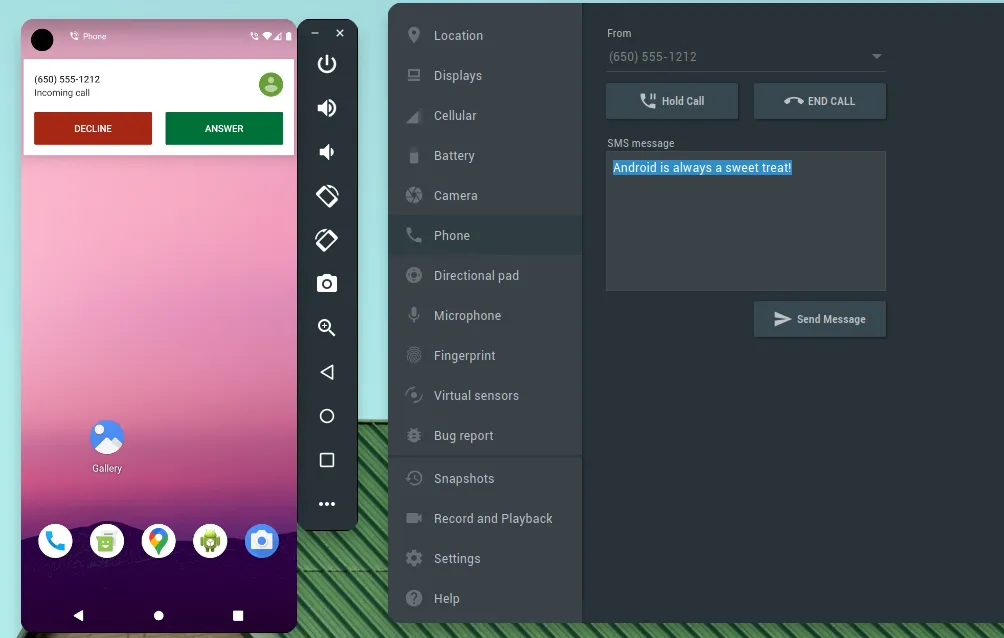 Phone
(650) 555-1212
Incoming call
DECLINE
ANSWER
Gallery
Location
Displays
Cellular
Battery
Camera
Phone
Directional pad
Microphone
Fingerprint
Virtual sensors
Bug report
Snapshots
Record and Playback
Settings
Help
From
(650) 555-1212
Hold Call
END CALL
SMS message
Android is always a sweet treat!
Send Message